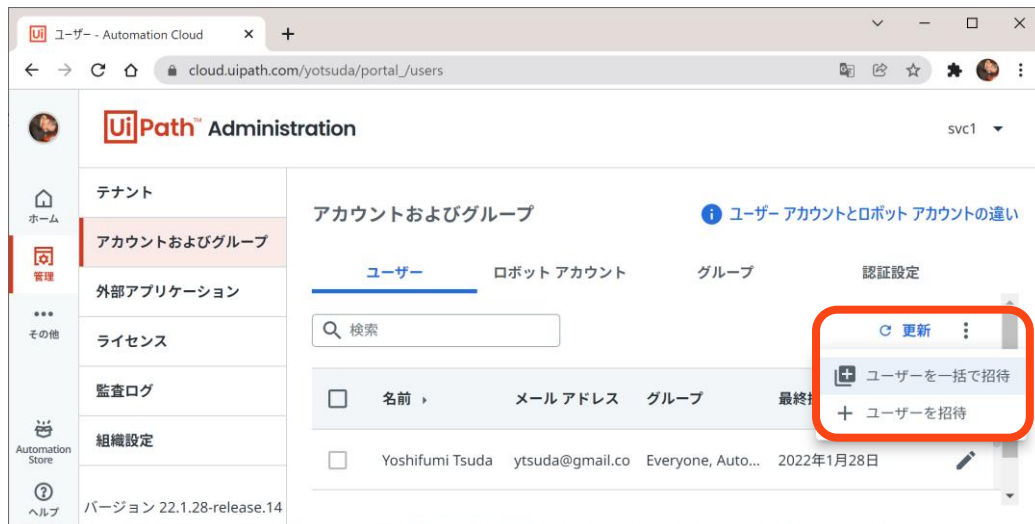 Ui ユーザー - Automation Cloud
cloud.uipath.com/yotsuda/portal_/users
UiPath™ Administration
svc1
ホーム
管理
その他
Automation
Store
ヘルプ
テナント
アカウントおよびグループ
外部アプリケーション
ライセンス
監査ログ
組織設定
バージョン 22.1.28-release.14
アカウントおよびグループ
ユーザー アカウントとロボット アカウントの違い
ユーザー ロボット アカウント グループ 認証設定
検索
更新
ユーザーを一括で招待
ユーザーを招待
名前 メール アドレス グループ 最終
Yoshifumi Tsuda ytsuda@gmail.co Everyone, Auto... 2022年1月28日